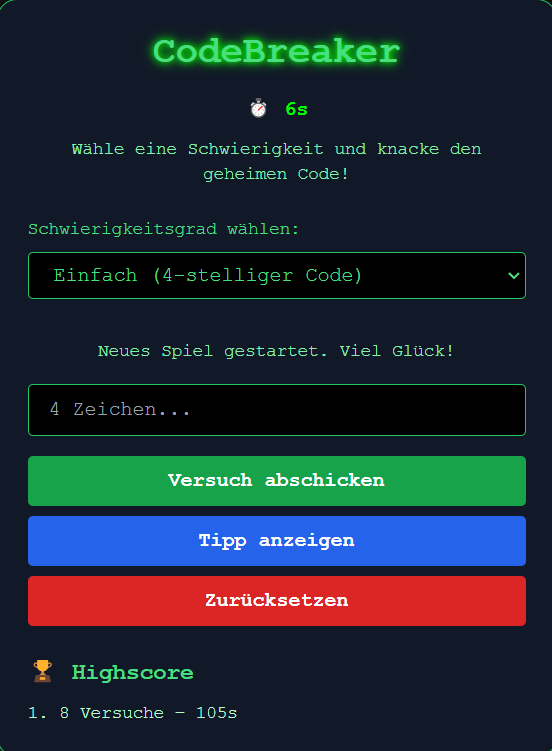 CodeBreaker
⏱ 6s
Wähle eine Schwierigkeit und knacke den
geheimen Code!
Schwierigkeitsgrad wählen:
Einfach (4-stelliger Code)
Neues Spiel gestartet. Viel Glück!
4 Zeichen...
Versuch abschicken
Tipp anzeigen
Zurücksetzen
🏆 Highscore
1. 8 Versuche – 105s